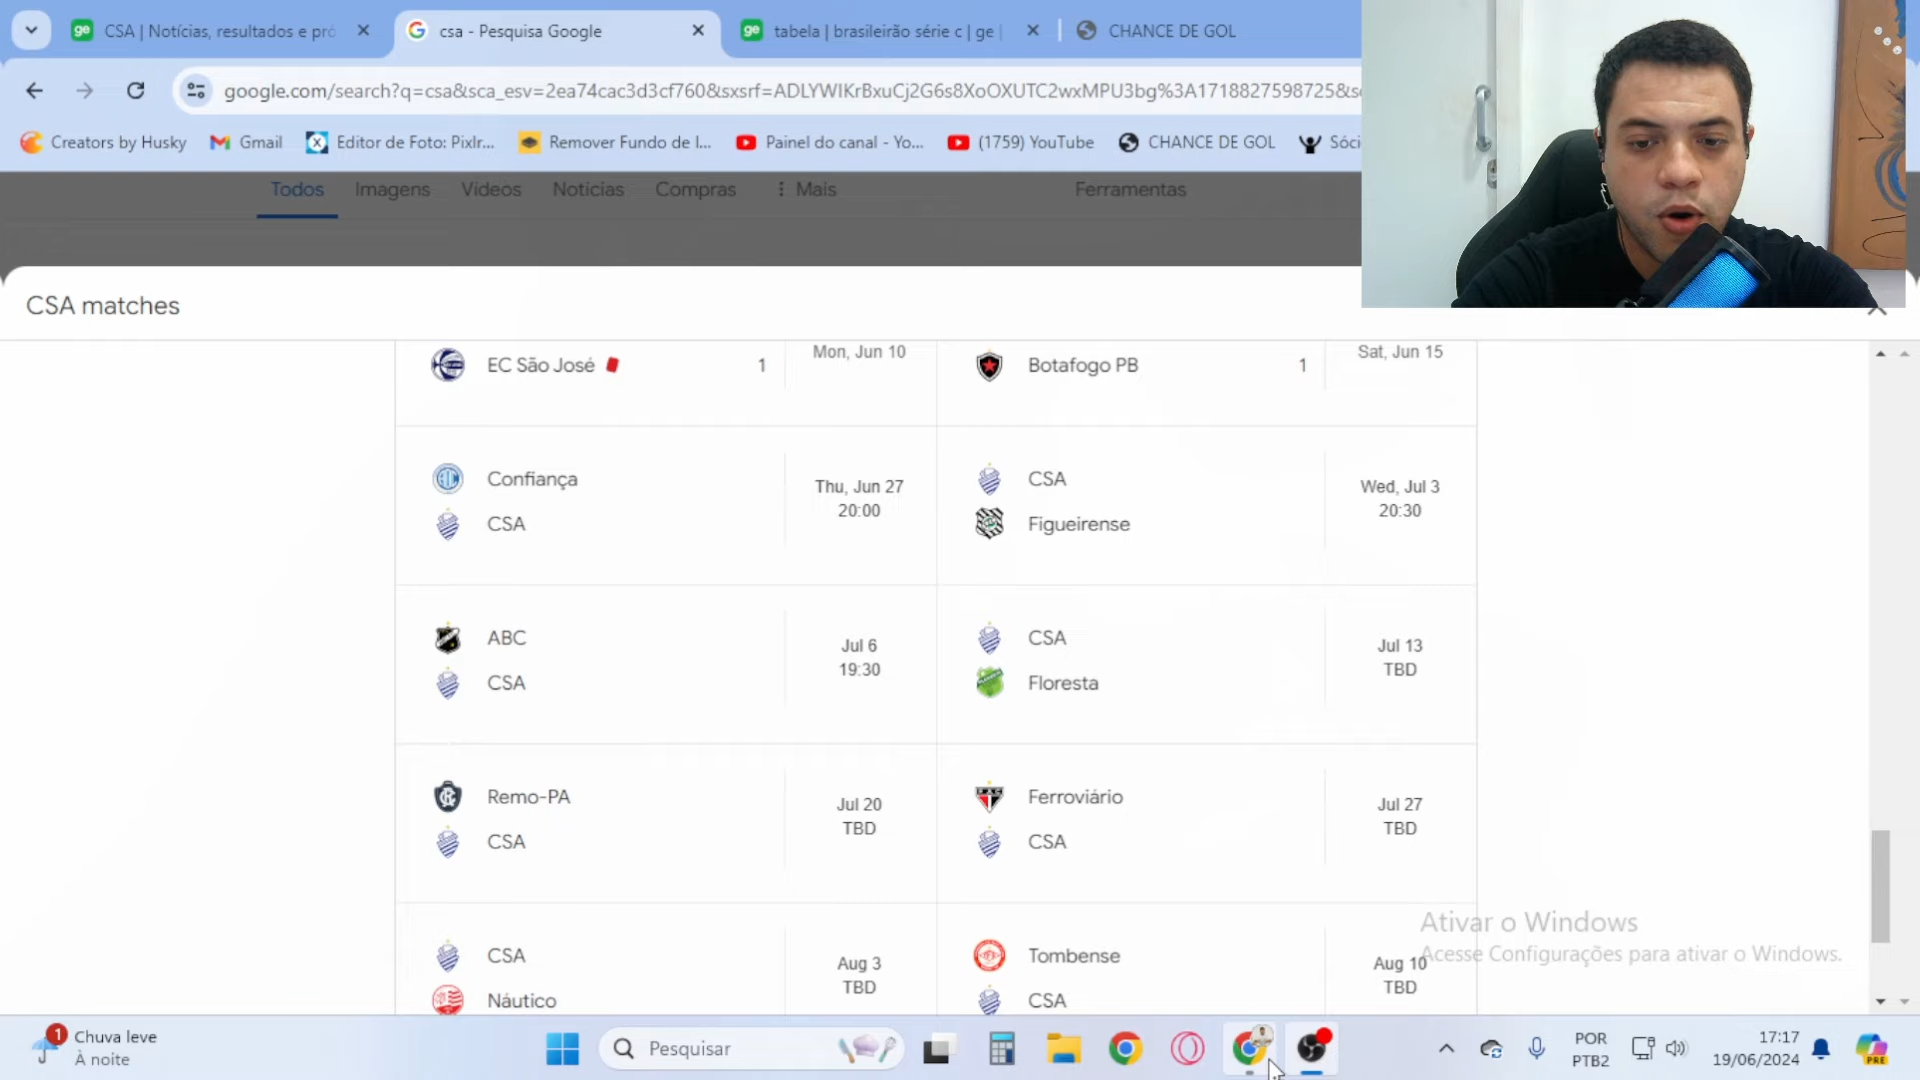 CSA | Notícias, resultados e pró
csa - Pesquisa Google
tabela | brasileirão série c | ge |
CHANCE DE GOL
google.com/search?q=csa&sca_esv=2ea74cac3d3cf760&sxsrf=ADLYWIKrBxuCj2G6s8XoOXUTC2wxMPU3bg%3A1718827598725&s
Creators by Husky
Gmail
Editor de Foto: Pixlr...
Remover Fundo de I...
Painel do canal - Yo...
(1759) YouTube
CHANCE DE GOL
Sóci
Todos
Imagens
Vídeos
Notícias
Compras
Mais
Ferramentas
CSA matches
EC São José 1
Mon, Jun 10
Botafogo PB 1
Sat, Jun 15
Confiança
CSA
Thu, Jun 27
20:00
CSA
Figueirense
Wed, Jul 3
20:30
ABC
CSA
Jul 6
19:30
CSA
Floresta
Jul 13
TBD
Remo-PA
CSA
Jul 20
TBD
Ferroviário
CSA
Jul 27
TBD
CSA
Náutico
Aug 3
TBD
Tombense
CSA
Aug 10
TBD
Ativar o Windows
Acesse Configurações para ativar o Windows.
1
Chuva leve
À noite
Pesquisar
POR
PTB2
17:17
19/06/2024
PRE